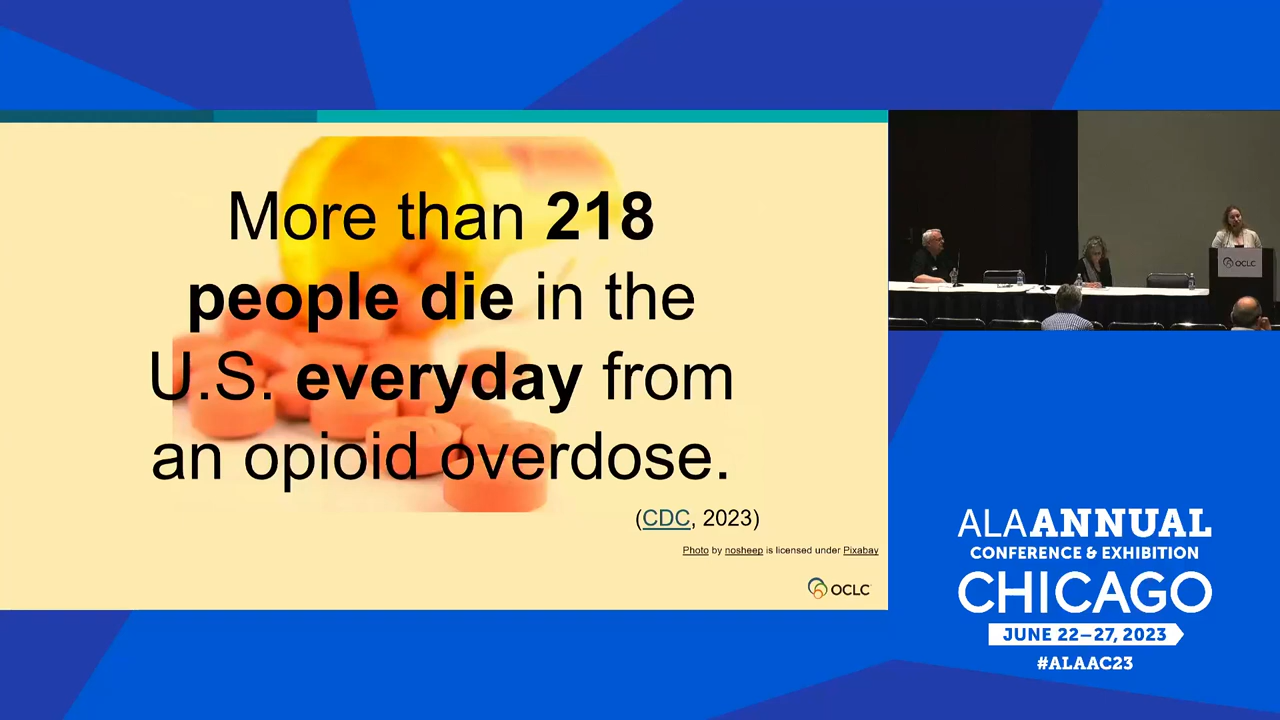 More than 218
people die in the
U.S. everyday from
an opioid overdose.
(CDC, 2023)
Photo by nosheep is licensed under Pixabay
OCLC
OCLC
ALA ANNUAL
CONFERENCE & EXHIBITION
CHICAGO
JUNE 22–27, 2023
#ALAAC23